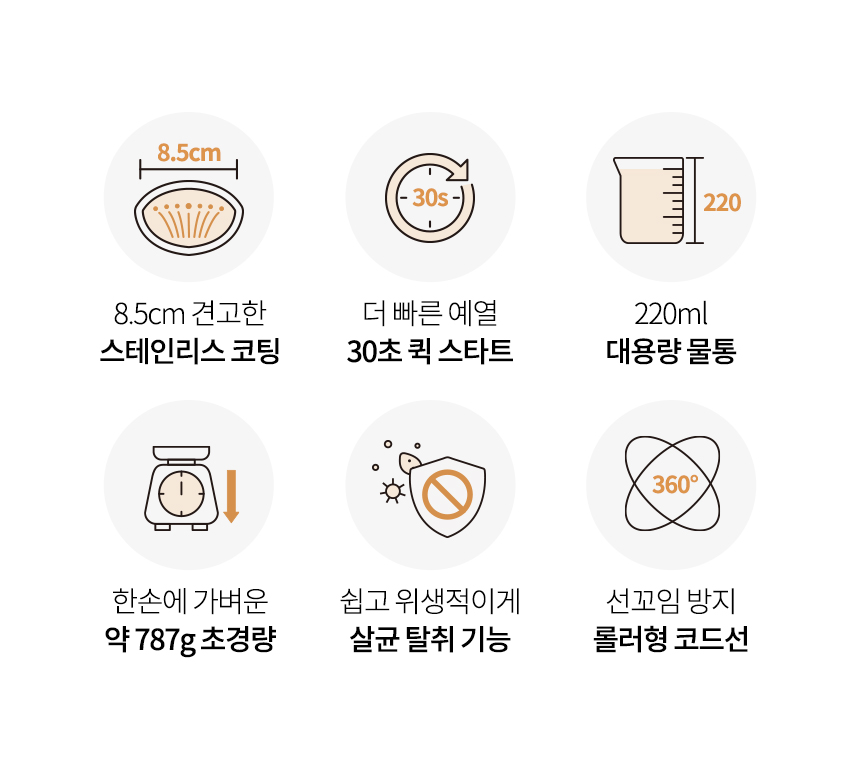 8.5cm
30s
220
8.5cm 견고한
스테인리스 코팅
더 빠른 예열
30초 퀵 스타트
220ml
대용량 물통
360°
한손에 가벼운
약 787g 초경량
쉽고 위생적이게
살균 탈취 기능
선꼬임 방지
롤러형 코드선